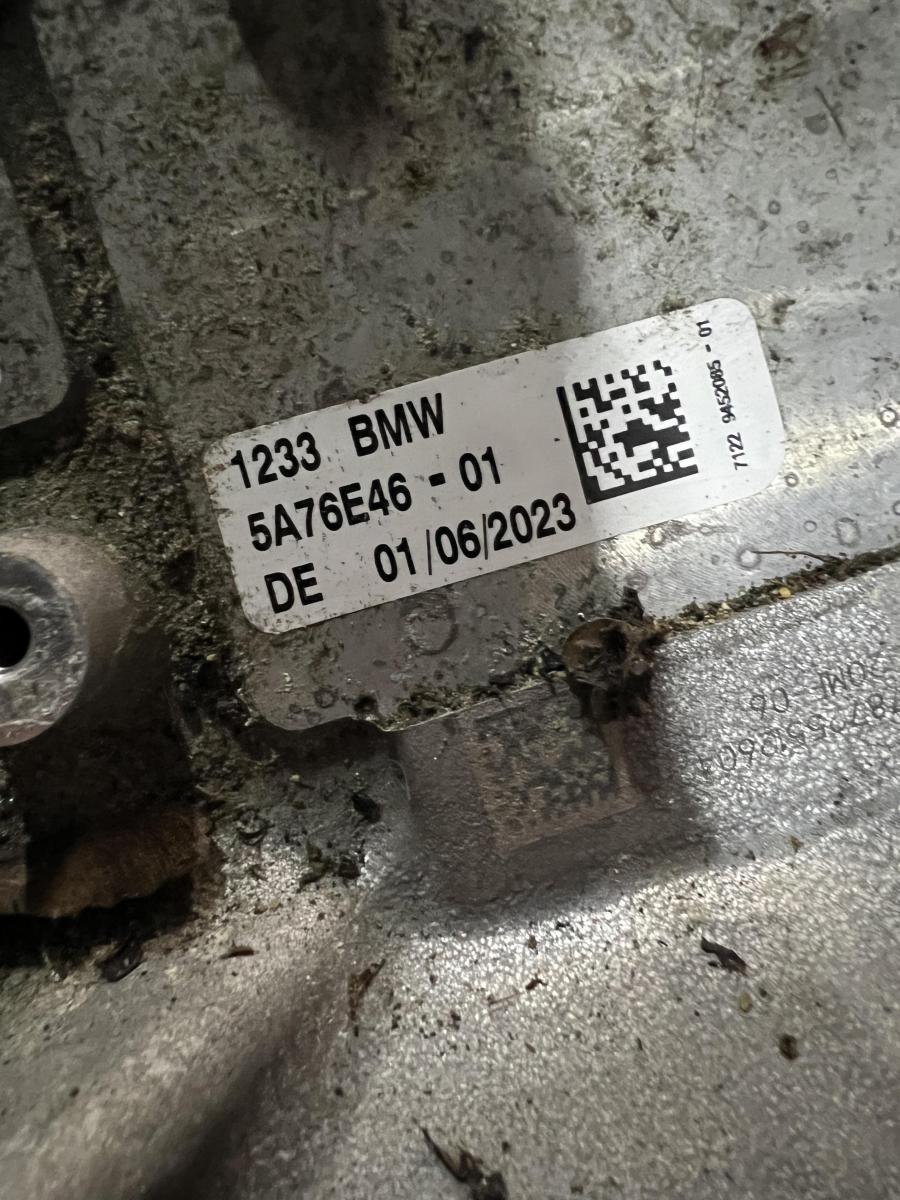 1233 BMW
5A76E46 - 01
DE 01/06/2023
7122 9452085 - 01